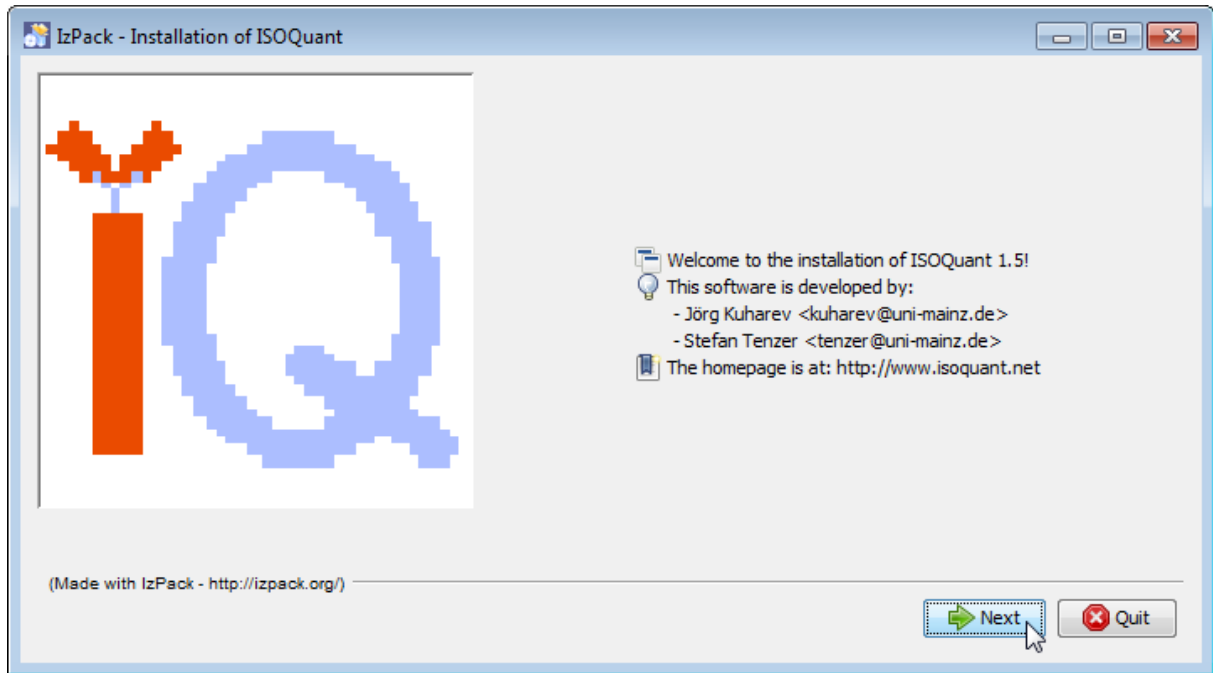 IzPack - Installation of ISOQuant
iQ
Welcome to the installation of ISOQuant 1.5!
This software is developed by:
- Jörg Kuharev <kuharev@uni-mainz.de>
- Stefan Tenzer <tenzer@uni-mainz.de>
The homepage is at: http://www.isoquant.net
(Made with IzPack - http://izpack.org/)
Next
Quit